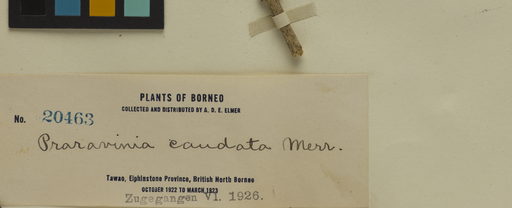 PLANTS OF BORNEO
COLLECTED AND DISTRIBUTED BY A. D. E. ELMER
No. 20463
Praravinia caudata Merr.
Tawao, Elphinstone Province, British North Borneo
OCTOBER 1922 TO MARCH 1923
Zugegangen VI. 1926.